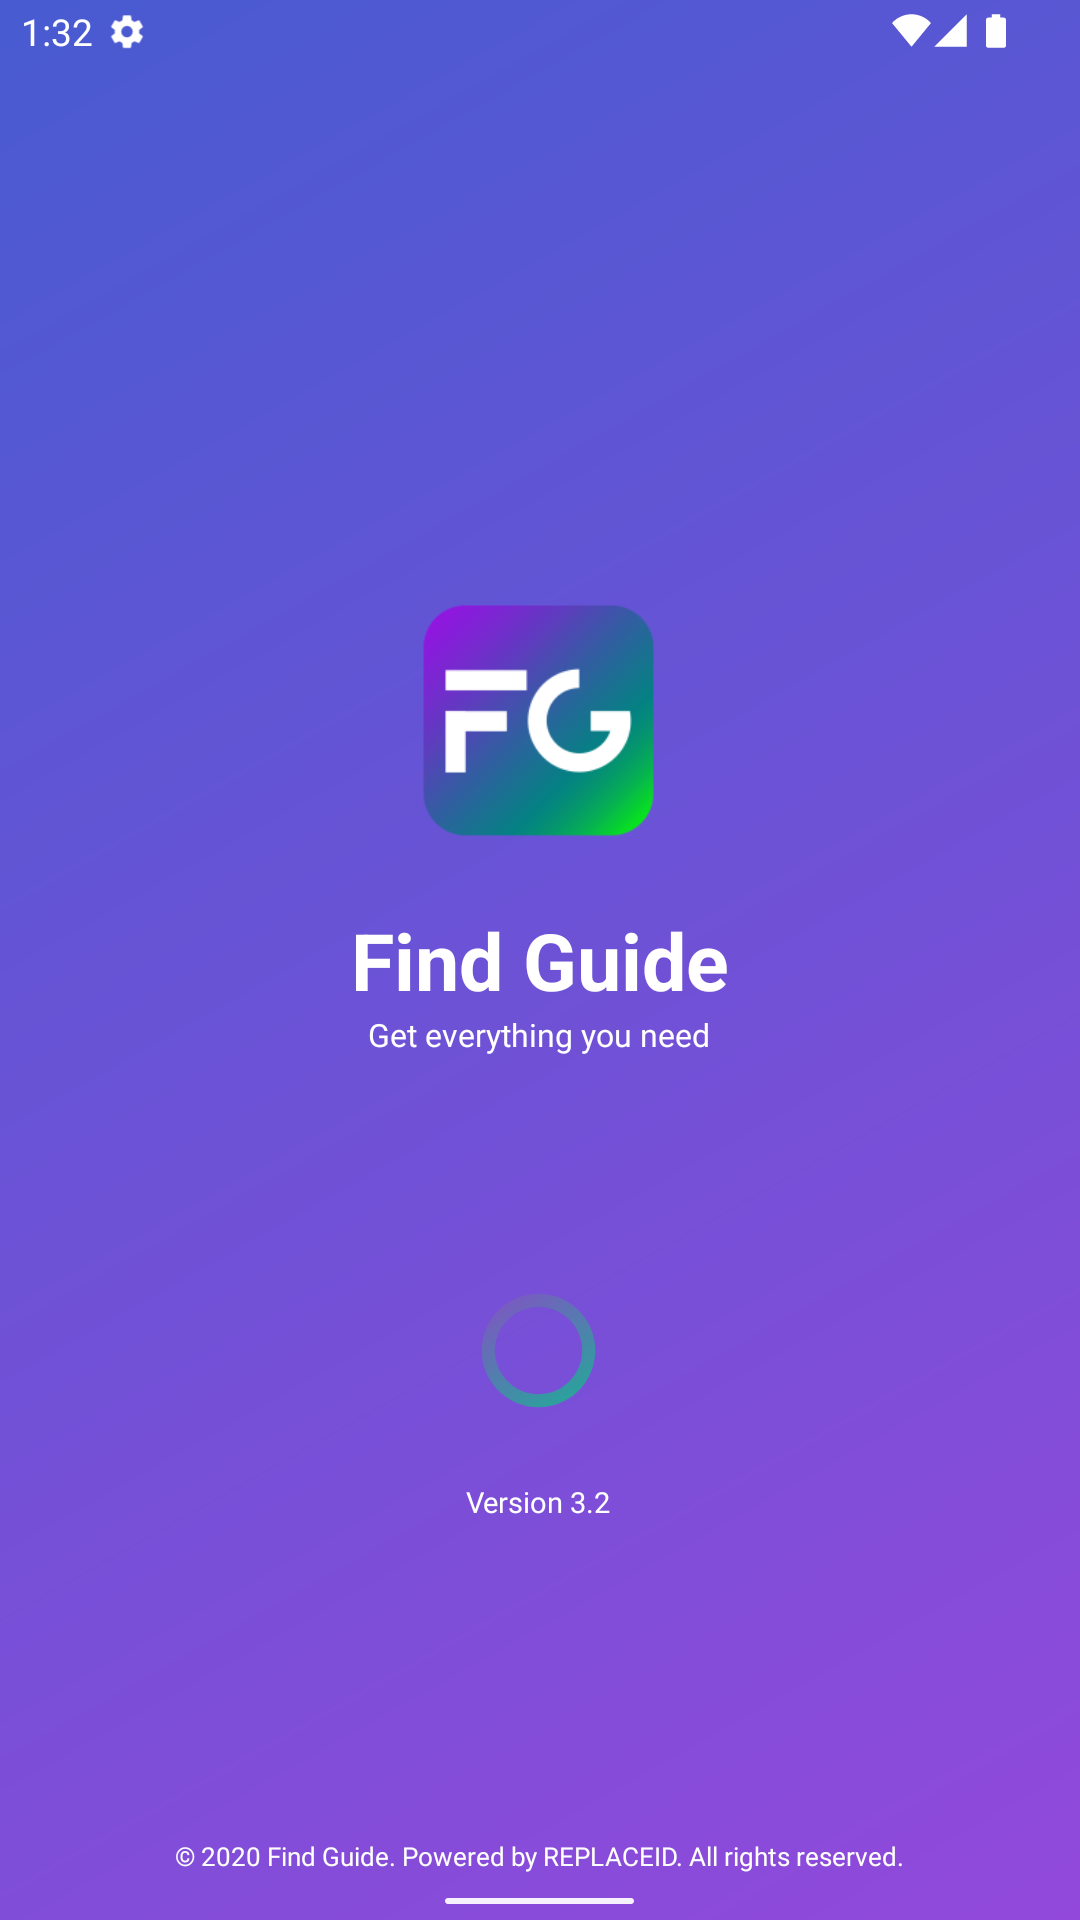 1:32
FG
Find Guide
Get everything you need
Version 3.2
© 2020 Find Guide. Powered by REPLACEID. All rights reserved.